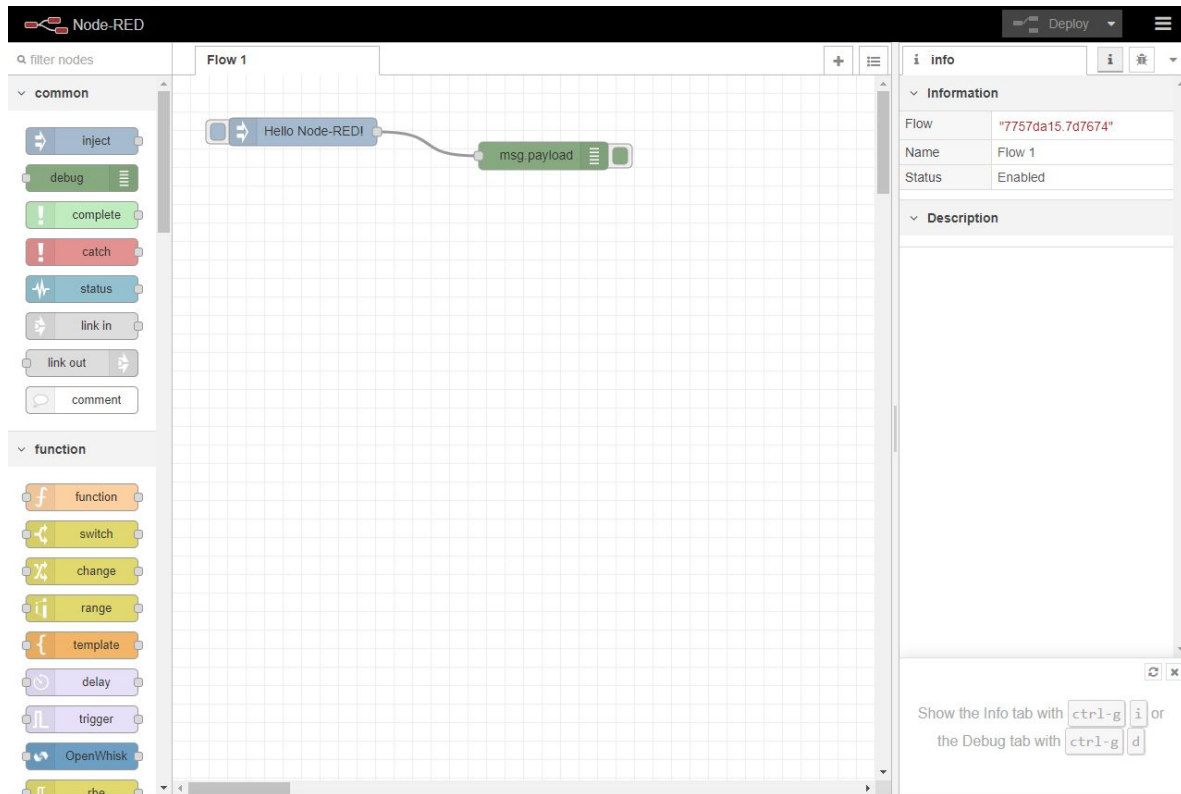 Node-RED
Deploy
filter nodes
Flow 1
i info
i
common
inject
debug
complete
catch
status
link in
link out
comment
function
function
switch
change
range
template
delay
trigger
OpenWhisk
rbe
Hello Node-RED!
msg.payload
Information
Flow "7757da15.7d7674"
Name Flow 1
Status Enabled
Description
Show the Info tab with ctrl-g i or
the Debug tab with ctrl-g d